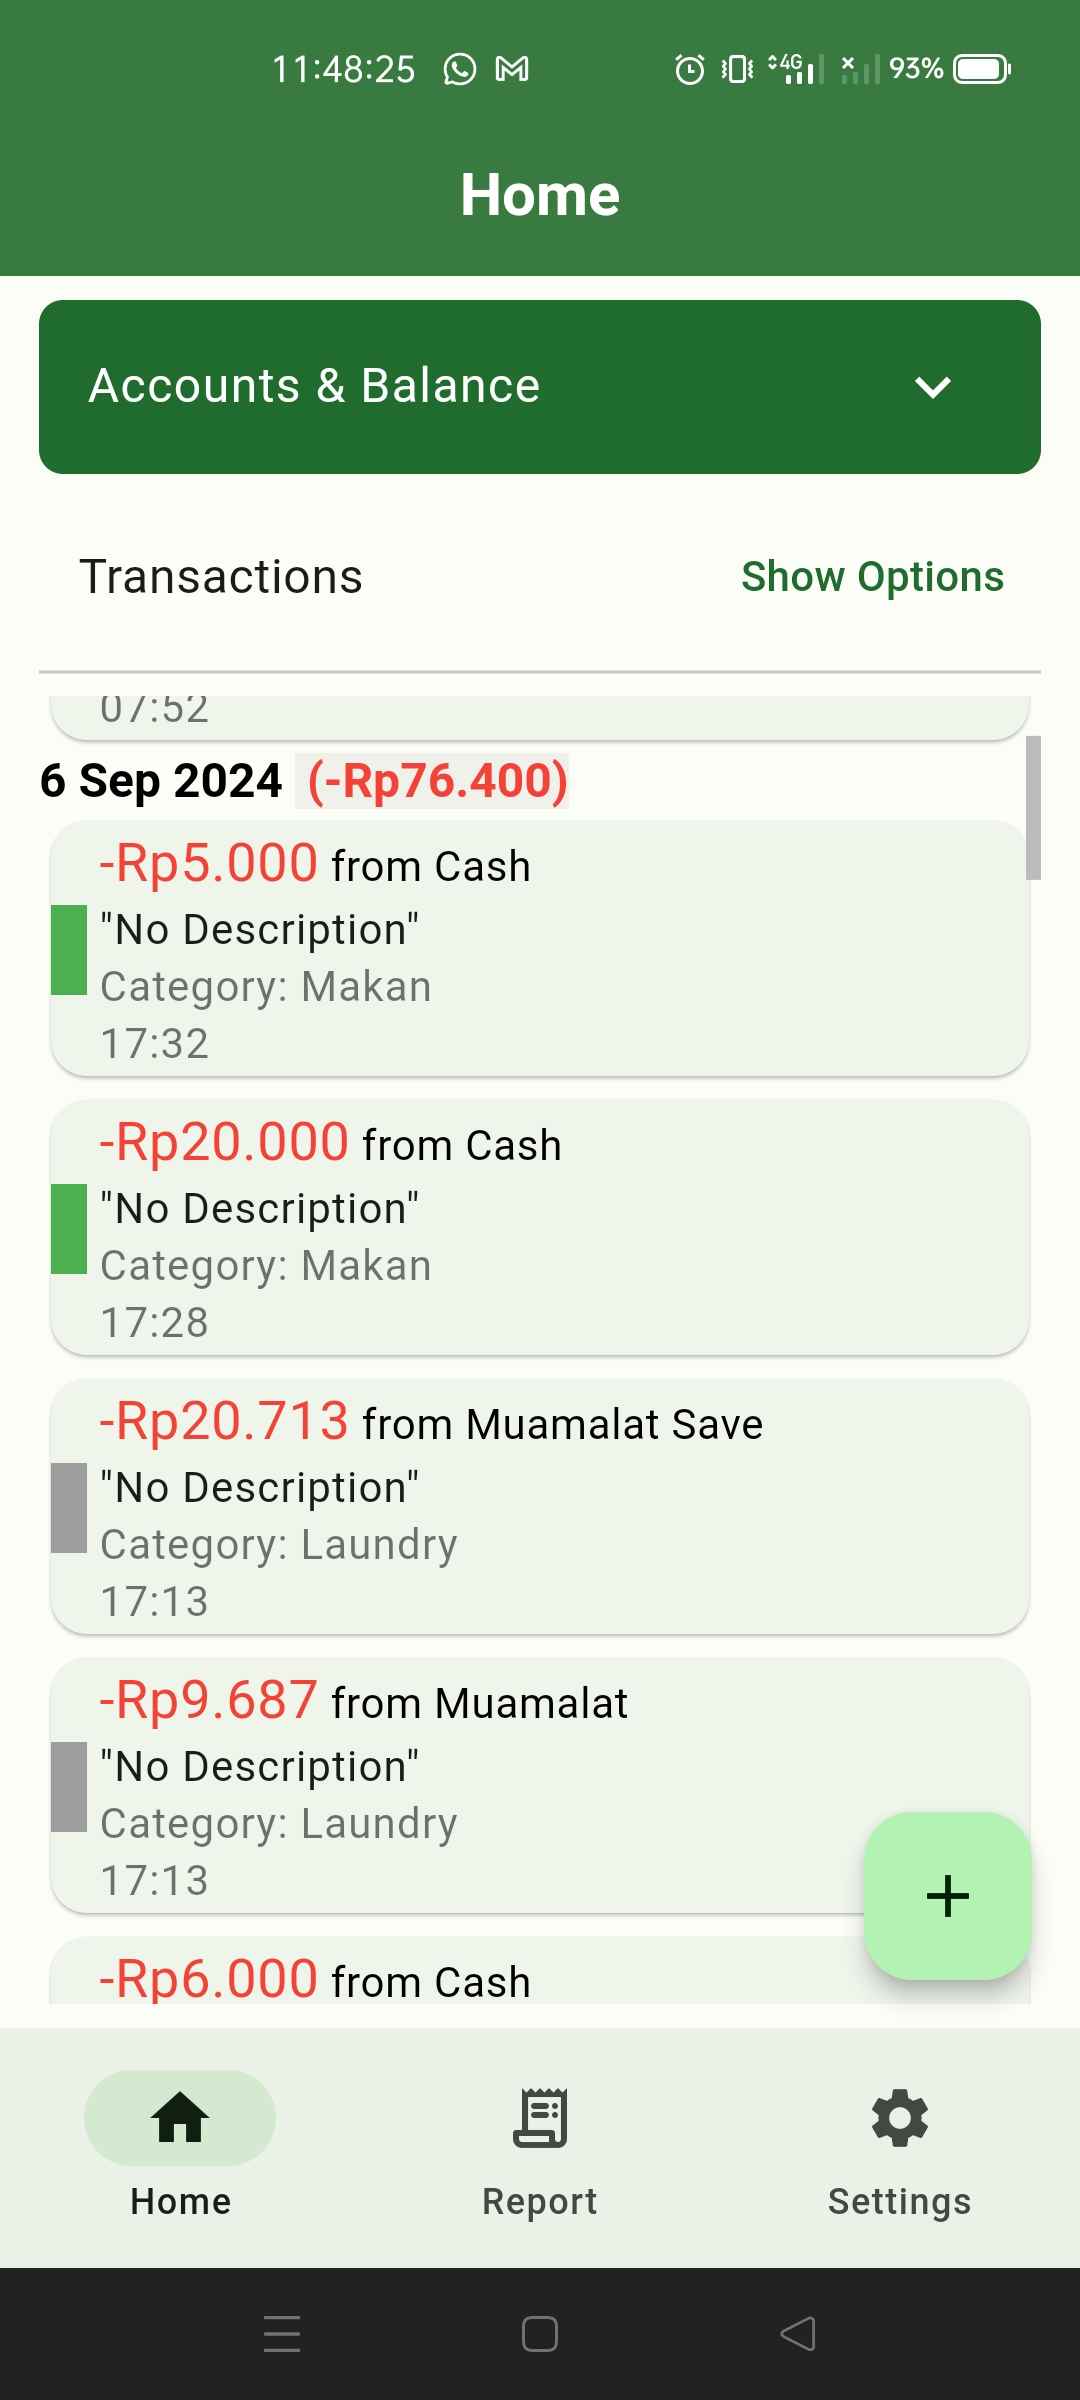 11:48:25 4G 93%
Home
Accounts & Balance
Transactions Show Options
07:52
6 Sep 2024 (-Rp76.400)
-Rp5.000 from Cash
"No Description"
Category: Makan
17:32
-Rp20.000 from Cash
"No Description"
Category: Makan
17:28
-Rp20.713 from Muamalat Save
"No Description"
Category: Laundry
17:13
-Rp9.687 from Muamalat
"No Description"
Category: Laundry
17:13
-Rp6.000 from Cash
Home Report Settings